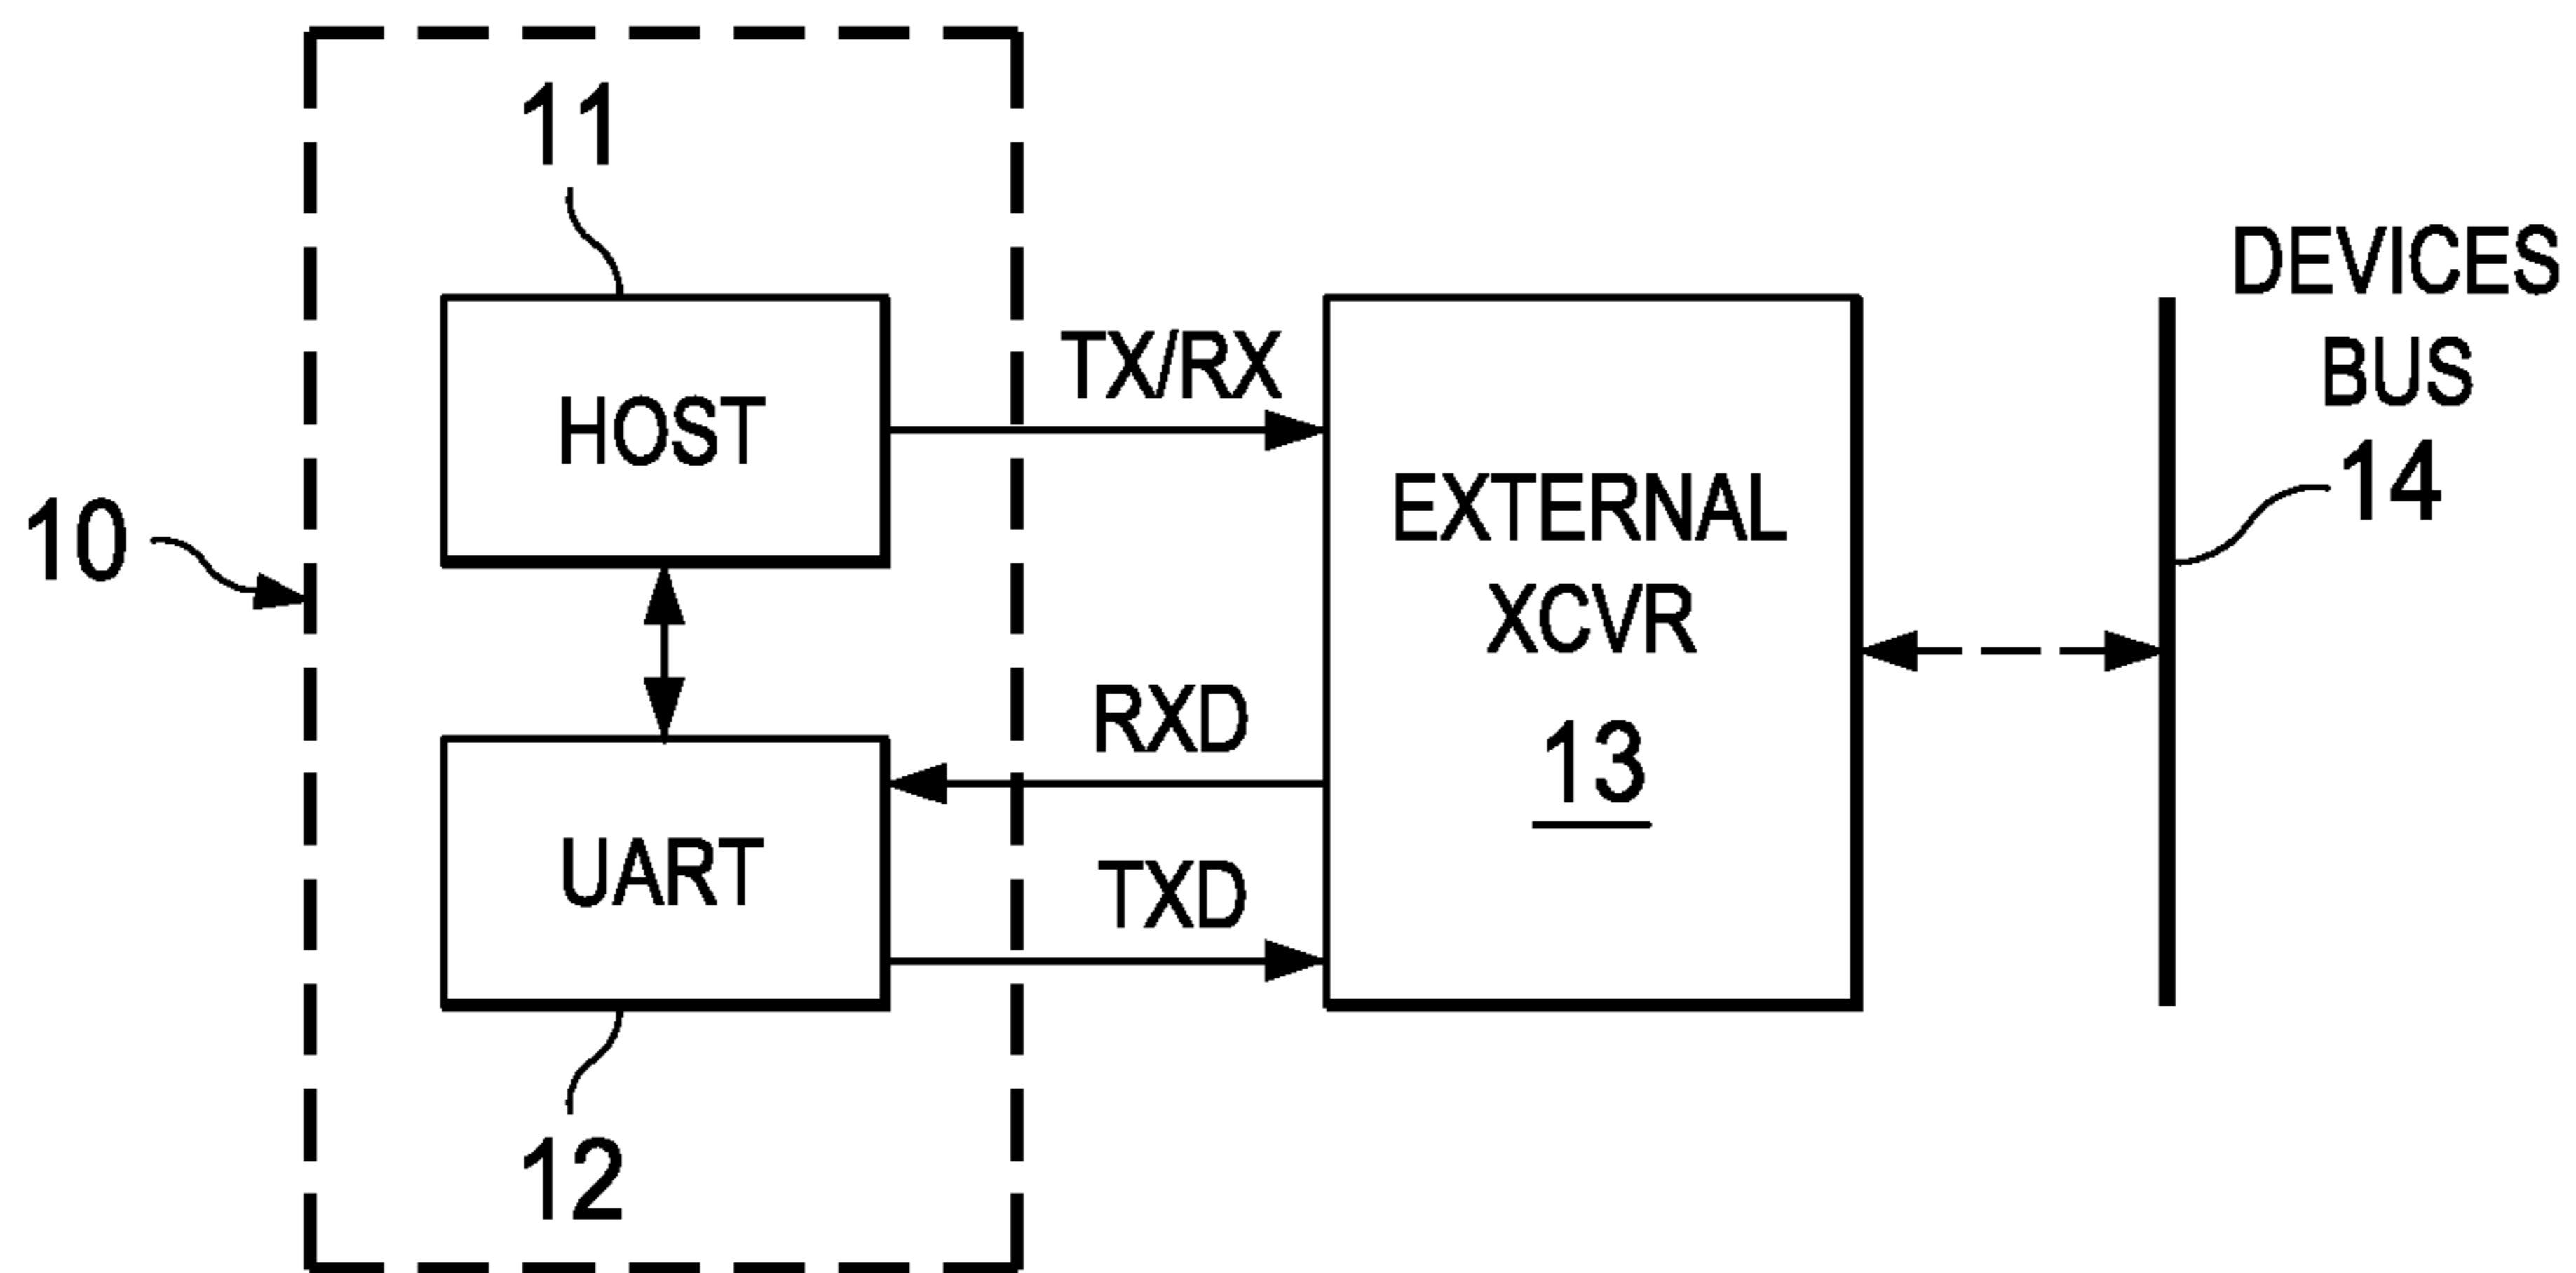 11
DEVICES
BUS
14
TX/RX
HOST
10
EXTERNAL
XCVR
13
RXD
UART
TXD
12